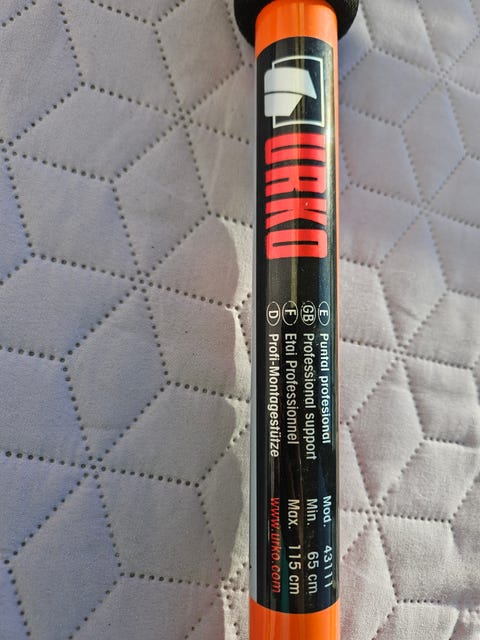 URKO
E Puntal profesional
GB Professional support
F Etai Professionnel
D Profi-Montagestütze
Mod. 43111
Min. 65 cm
Max. 115 cm
www.urko.com